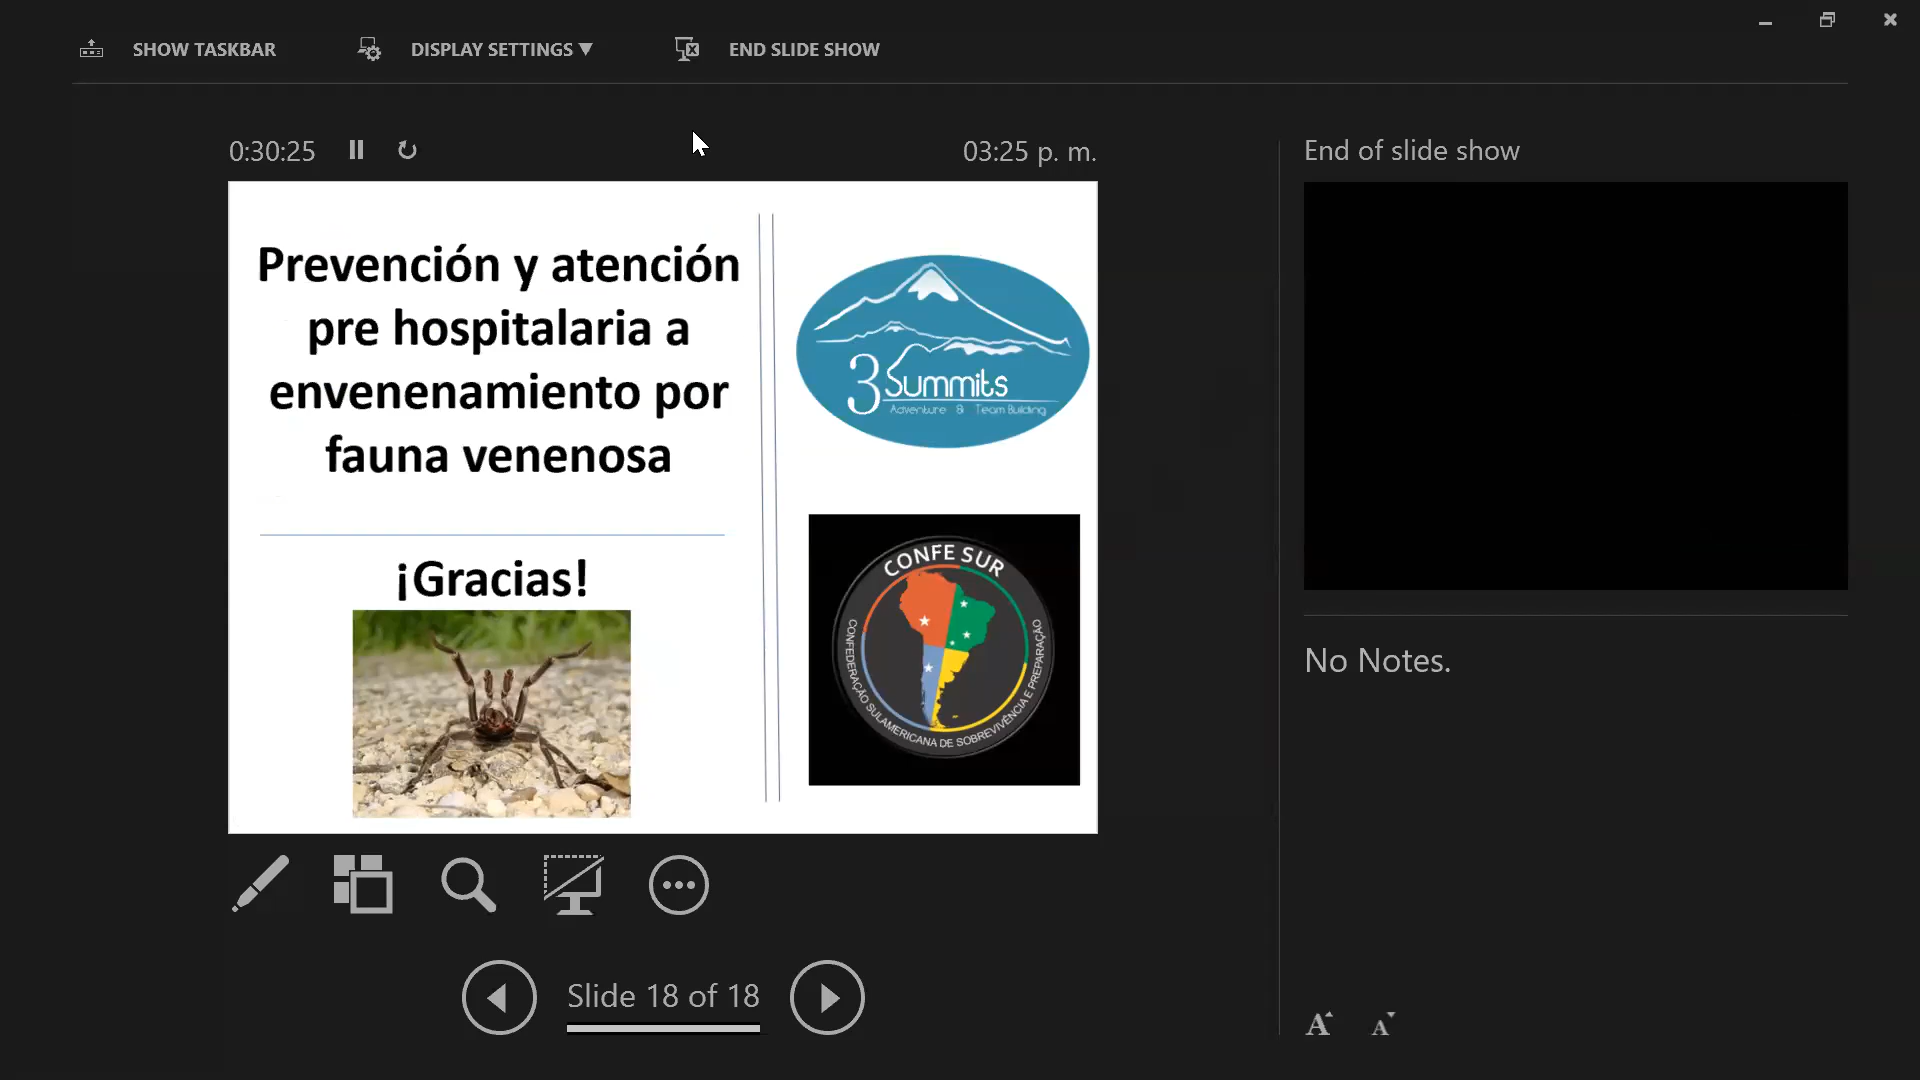 SHOW TASKBAR
DISPLAY SETTINGS ▼
END SLIDE SHOW
0:30:25
03:25 p. m.
Prevención y atención
pre hospitalaria a
envenenamiento por
fauna venenosa
¡Gracias!
3 Summits
Adventure & Team Building
CONFE SUR
CONFEDERAÇÃO SULAMERICANA DE SOBREVIVÊNCIA E PREPARAÇÃO
Slide 18 of 18
End of slide show
No Notes.
A A